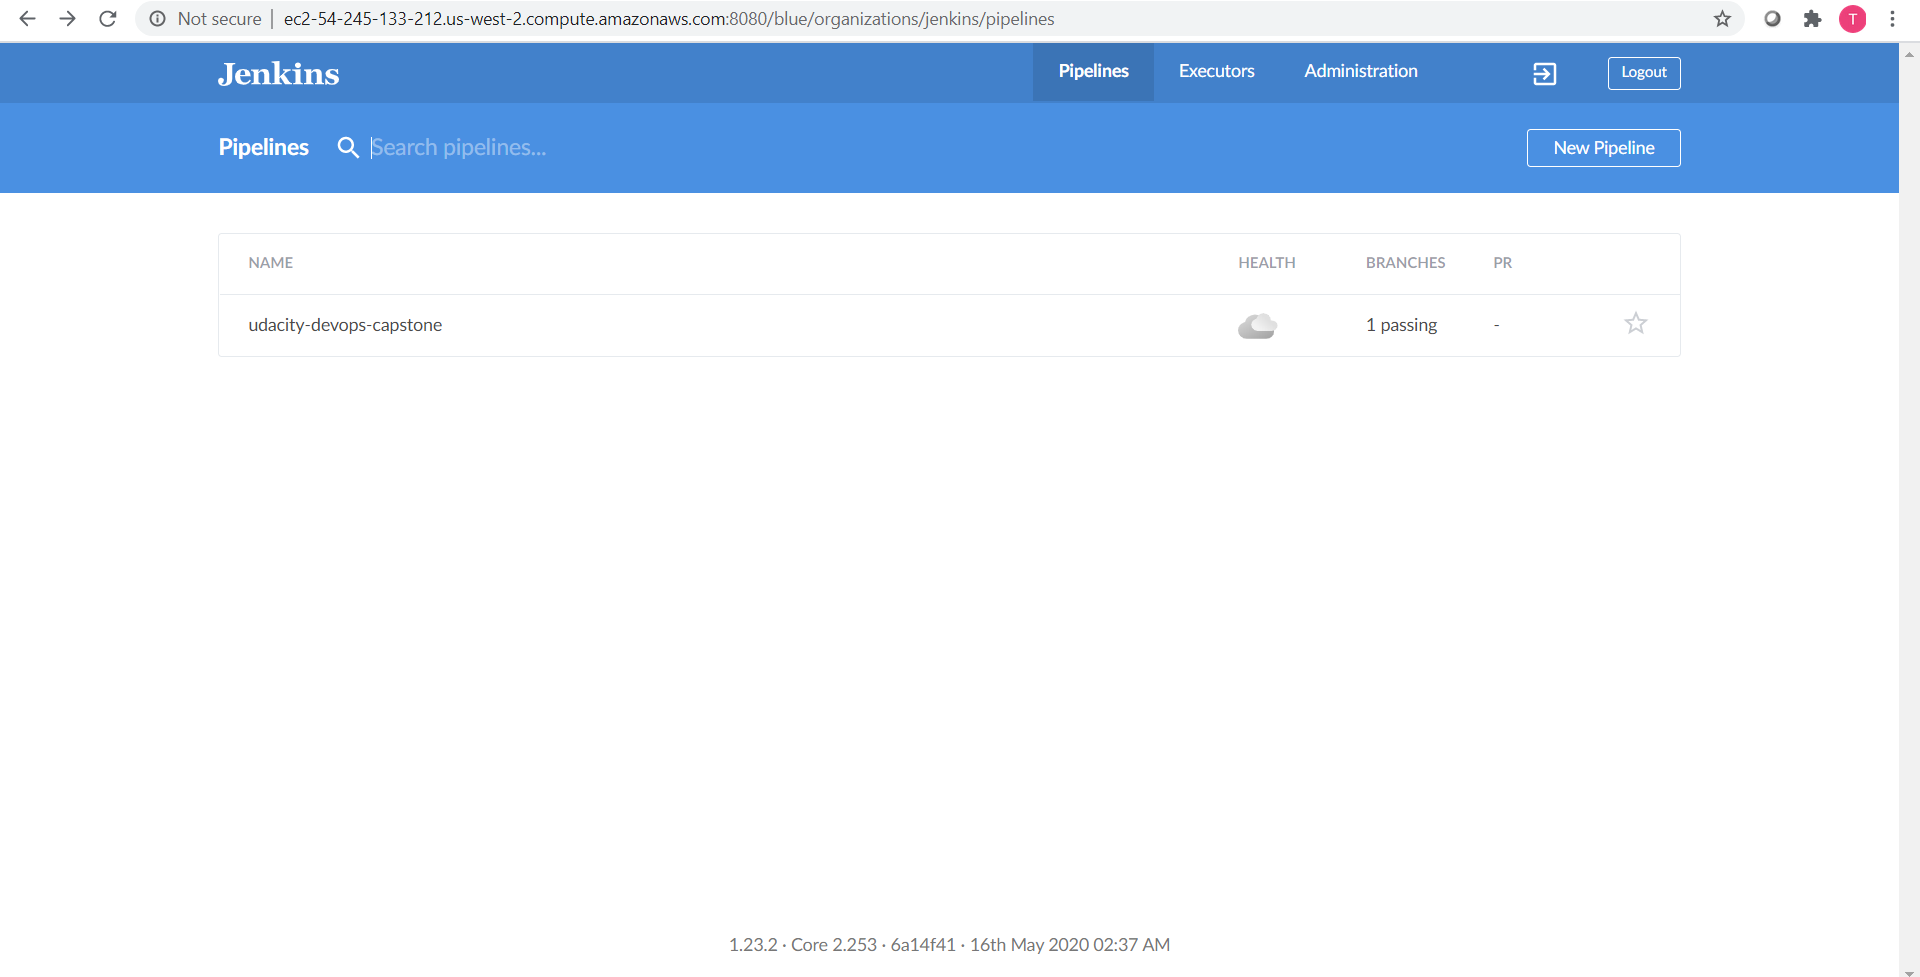 Not secure | ec2-54-245-133-212.us-west-2.compute.amazonaws.com:8080/blue/organizations/jenkins/pipelines T
Jenkins Pipelines Executors Administration Logout
Pipelines Search pipelines... New Pipeline
NAME HEALTH BRANCHES PR
udacity-devops-capstone 1 passing -
1.23.2 · Core 2.253 · 6a14f41 · 16th May 2020 02:37 AM